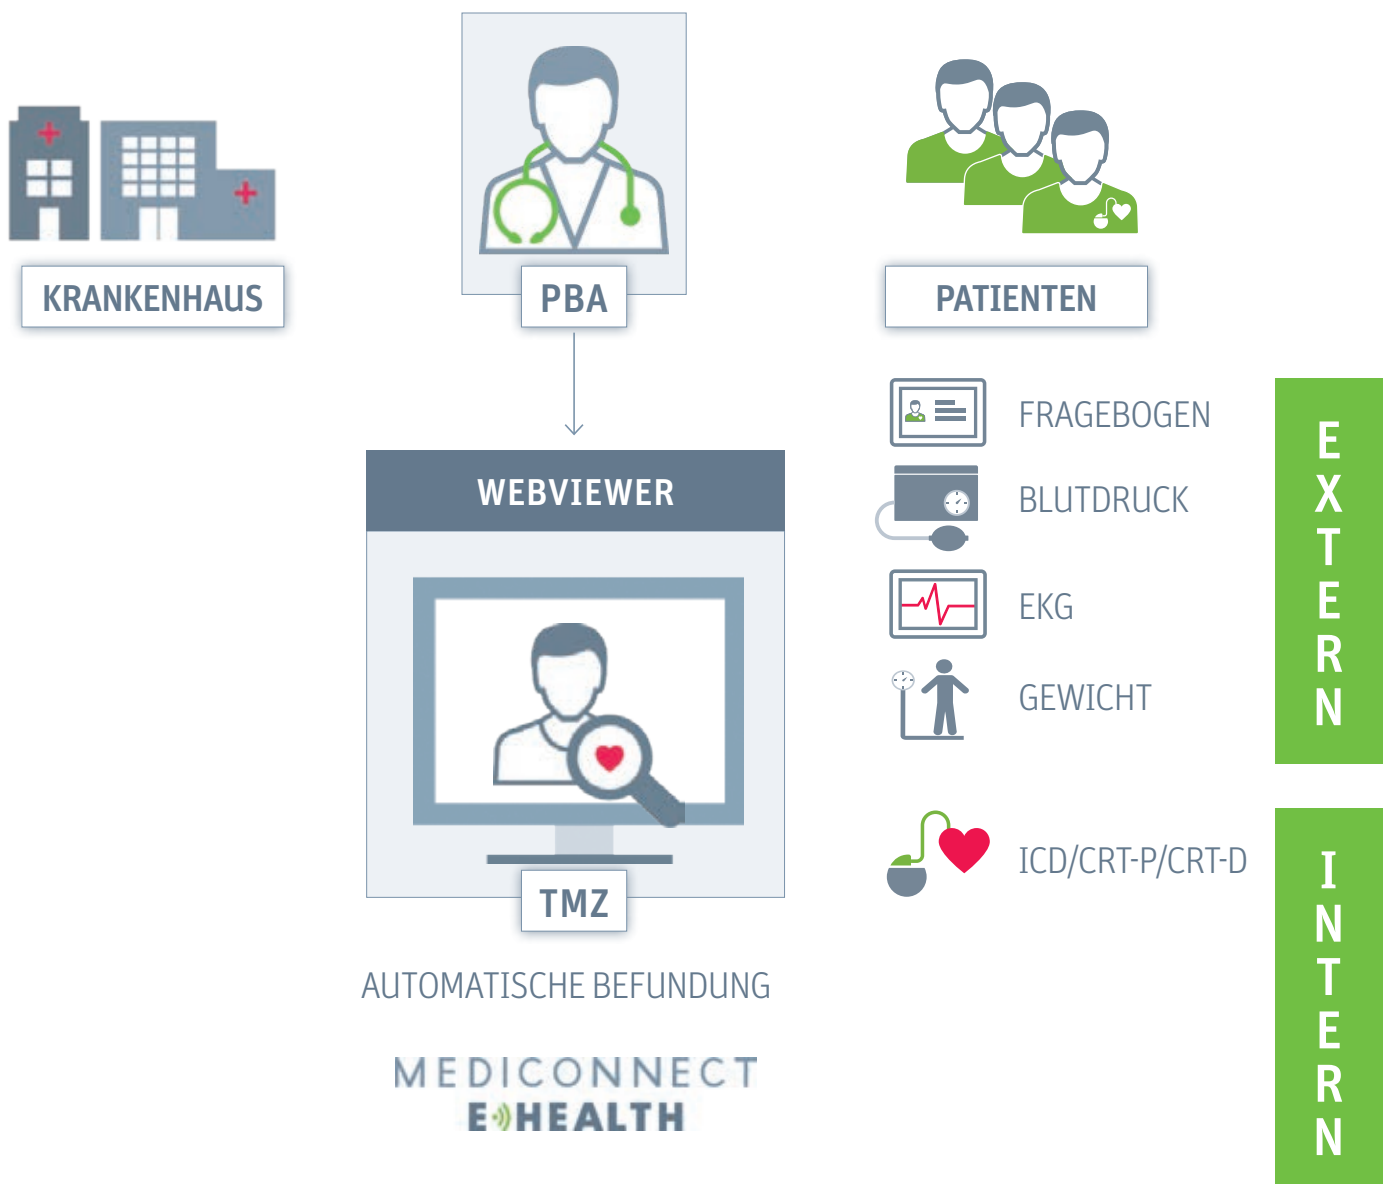 KRANKENHAUS
PBA
PATIENTEN
WEBVIEWER
TMZ
AUTOMATISCHE BEFUNDUNG
MEDICONNECT
E HEALTH
FRAGEBOGEN
BLUTDRUCK
EKG
GEWICHT
ICD/CRT-P/CRT-D
EXTERN
INTERN